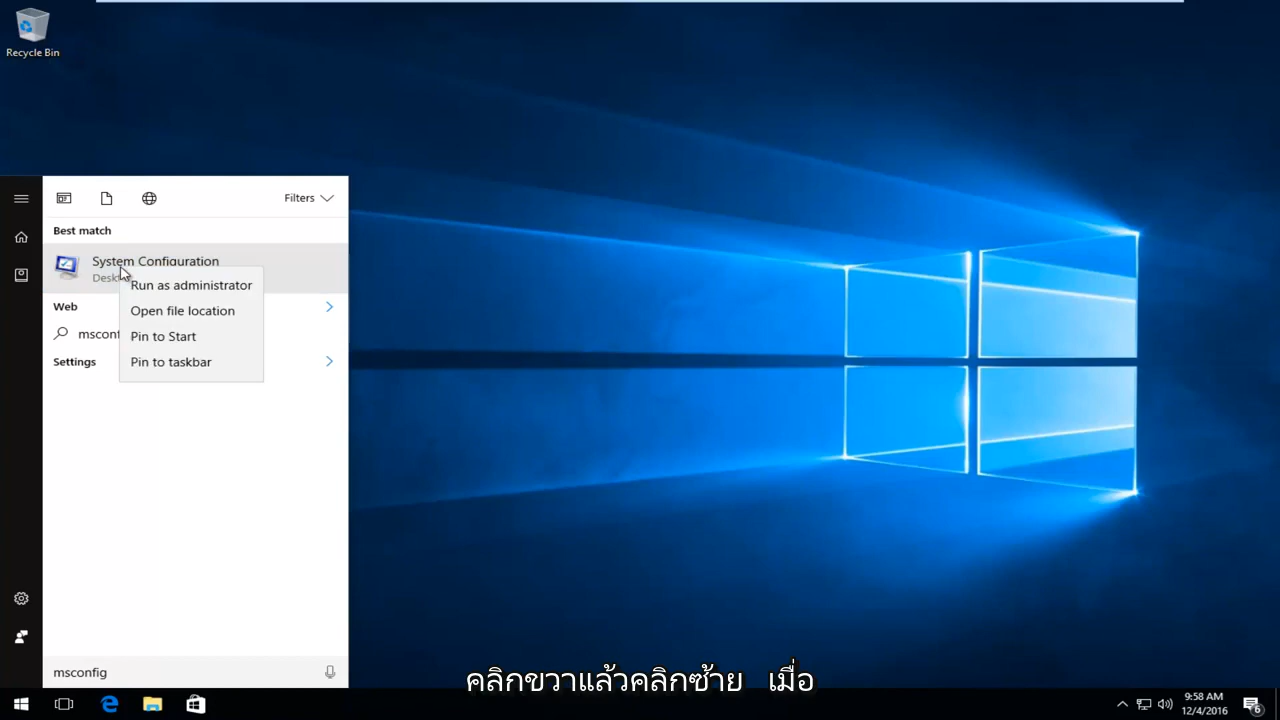 Recycle Bin
Filters
Best match
System Configuration
Run as administrator
Web
Open file location
Pin to Start
Settings
Pin to taskbar
msconfig
คลิกขวาแล้วคลิกซ้าย เมื่อ
9:58 AM
12/4/2016
6